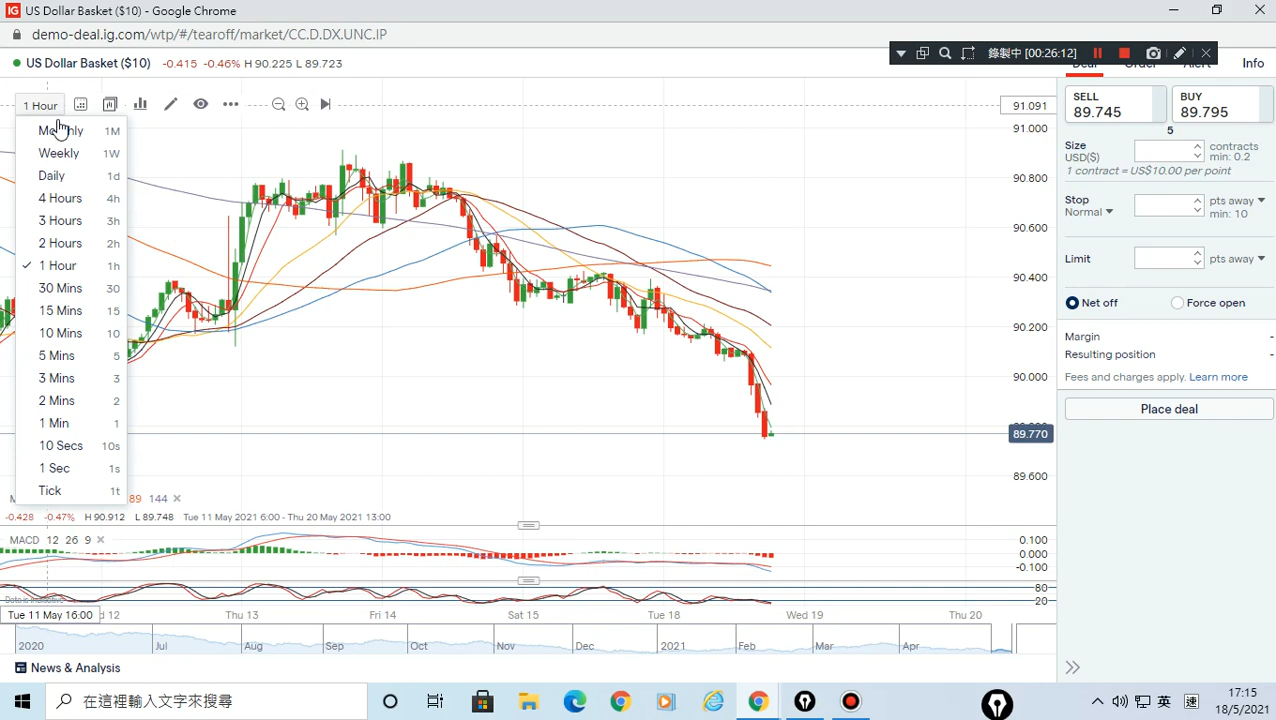 US Dollar Basket ($10) - Google Chrome
demo-deal.ig.com/wtp/#/tearoff/market/CC.D.DX.UNC.IP
錄製中 [00:26:12]
US Dollar Basket ($10) -0.415 -0.46% H 90.225 L 89.723
Deal Order Alert Info
1 Hour
Monthly 1M
Weekly 1W
Daily 1d
4 Hours 4h
3 Hours 3h
2 Hours 2h
1 Hour 1h
30 Mins 30
15 Mins 15
10 Mins 10
5 Mins 5
3 Mins 3
2 Mins 2
1 Min 1
10 Secs 10s
1 Sec 1s
Tick 1t
91.091
91.000
90.800
90.600
90.400
90.200
90.000
89.770
89.600
SELL
89.745
BUY
89.795
5
Size
USD($)
contracts
min: 0.2
1 contract = US$10.00 per point
Stop
Normal
pts away
min: 10
Limit
pts away
Net off
Force open
Margin -
Resulting position -
Fees and charges apply. Learn more
Place deal
89 144
-0.428 -0.47% H 90.912 L 89.748 Tue 11 May 2021 6:00 - Thu 20 May 2021 13:00
MACD 12 26 9
0.100
0.000
-0.100
80
20
Data is indicative
Tue 11 May 16:00 d 12 Thu 13 Fri 14 Sat 15 Tue 18 Wed 19 Thu 20
2020 Jul Aug Sep Oct Nov Dec 2021 Feb Mar Apr
News & Analysis
在這裡輸入文字來搜尋
英
17:15
18/5/2021